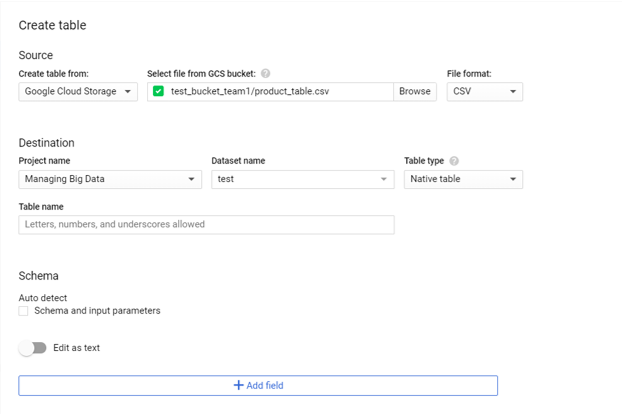 Create table
Source
Create table from: Select file from GCS bucket: ? File format:
Google Cloud Storage test_bucket_team1/product_table.csv Browse CSV
Destination
Project name Dataset name Table type ?
Managing Big Data test Native table
Table name
Letters, numbers, and underscores allowed
Schema
Auto detect
Schema and input parameters
Edit as text
+ Add field